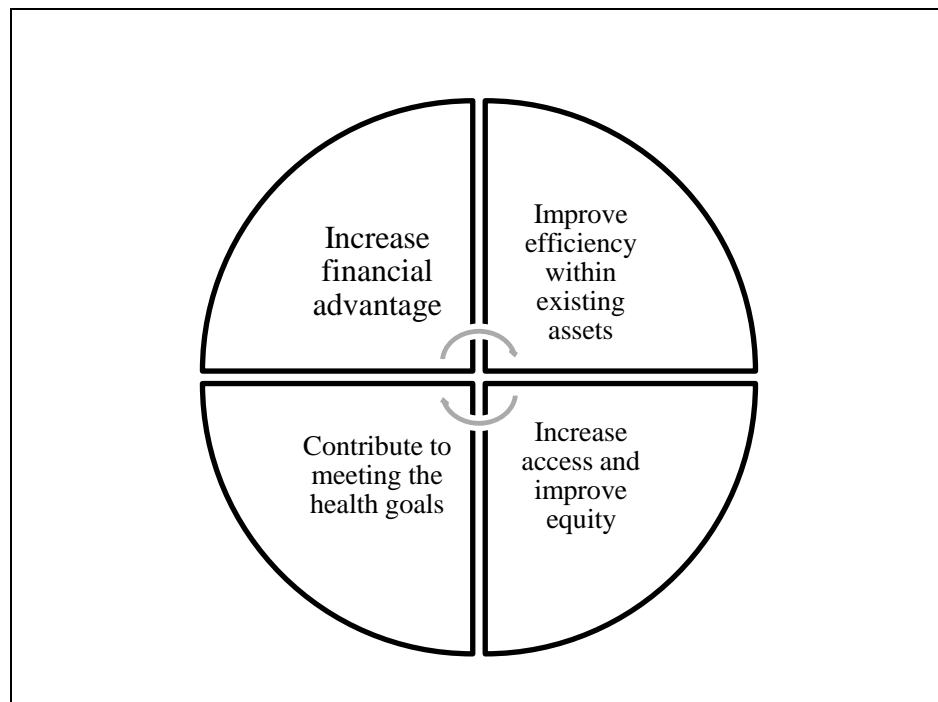 Increase
financial
advantage
Improve
efficiency
within
existing
assets
Contribute to
meeting the
health goals
Increase
access and
improve
equity